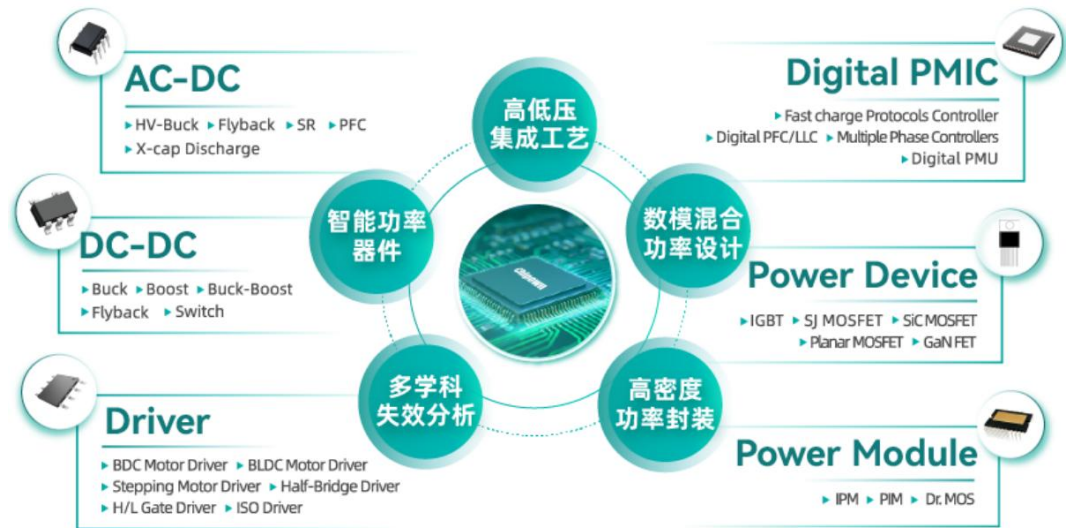 AC-DC
▸HV-Buck ▸Flyback ▸SR ▸PFC
▸X-cap Discharge
DC-DC
▸Buck ▸Boost ▸Buck-Boost
▸Flyback ▸Switch
Driver
▸BDC Motor Driver ▸BLDC Motor Driver
▸Stepping Motor Driver ▸Half-Bridge Driver
▸H/L Gate Driver ▸ISO Driver
高低压
集成工艺
智能功率
器件
数模混合
功率设计
Chipown
多学科
失效分析
高密度
功率封装
Digital PMIC
▸Fast charge Protocols Controller
▸Digital PFC/LLC ▸Multiple Phase Controllers
▸Digital PMU
Power Device
▸IGBT ▸SJ MOSFET ▸SiC MOSFET
▸Planar MOSFET ▸GaN FET
Power Module
▸IPM ▸PIM ▸Dr. MOS